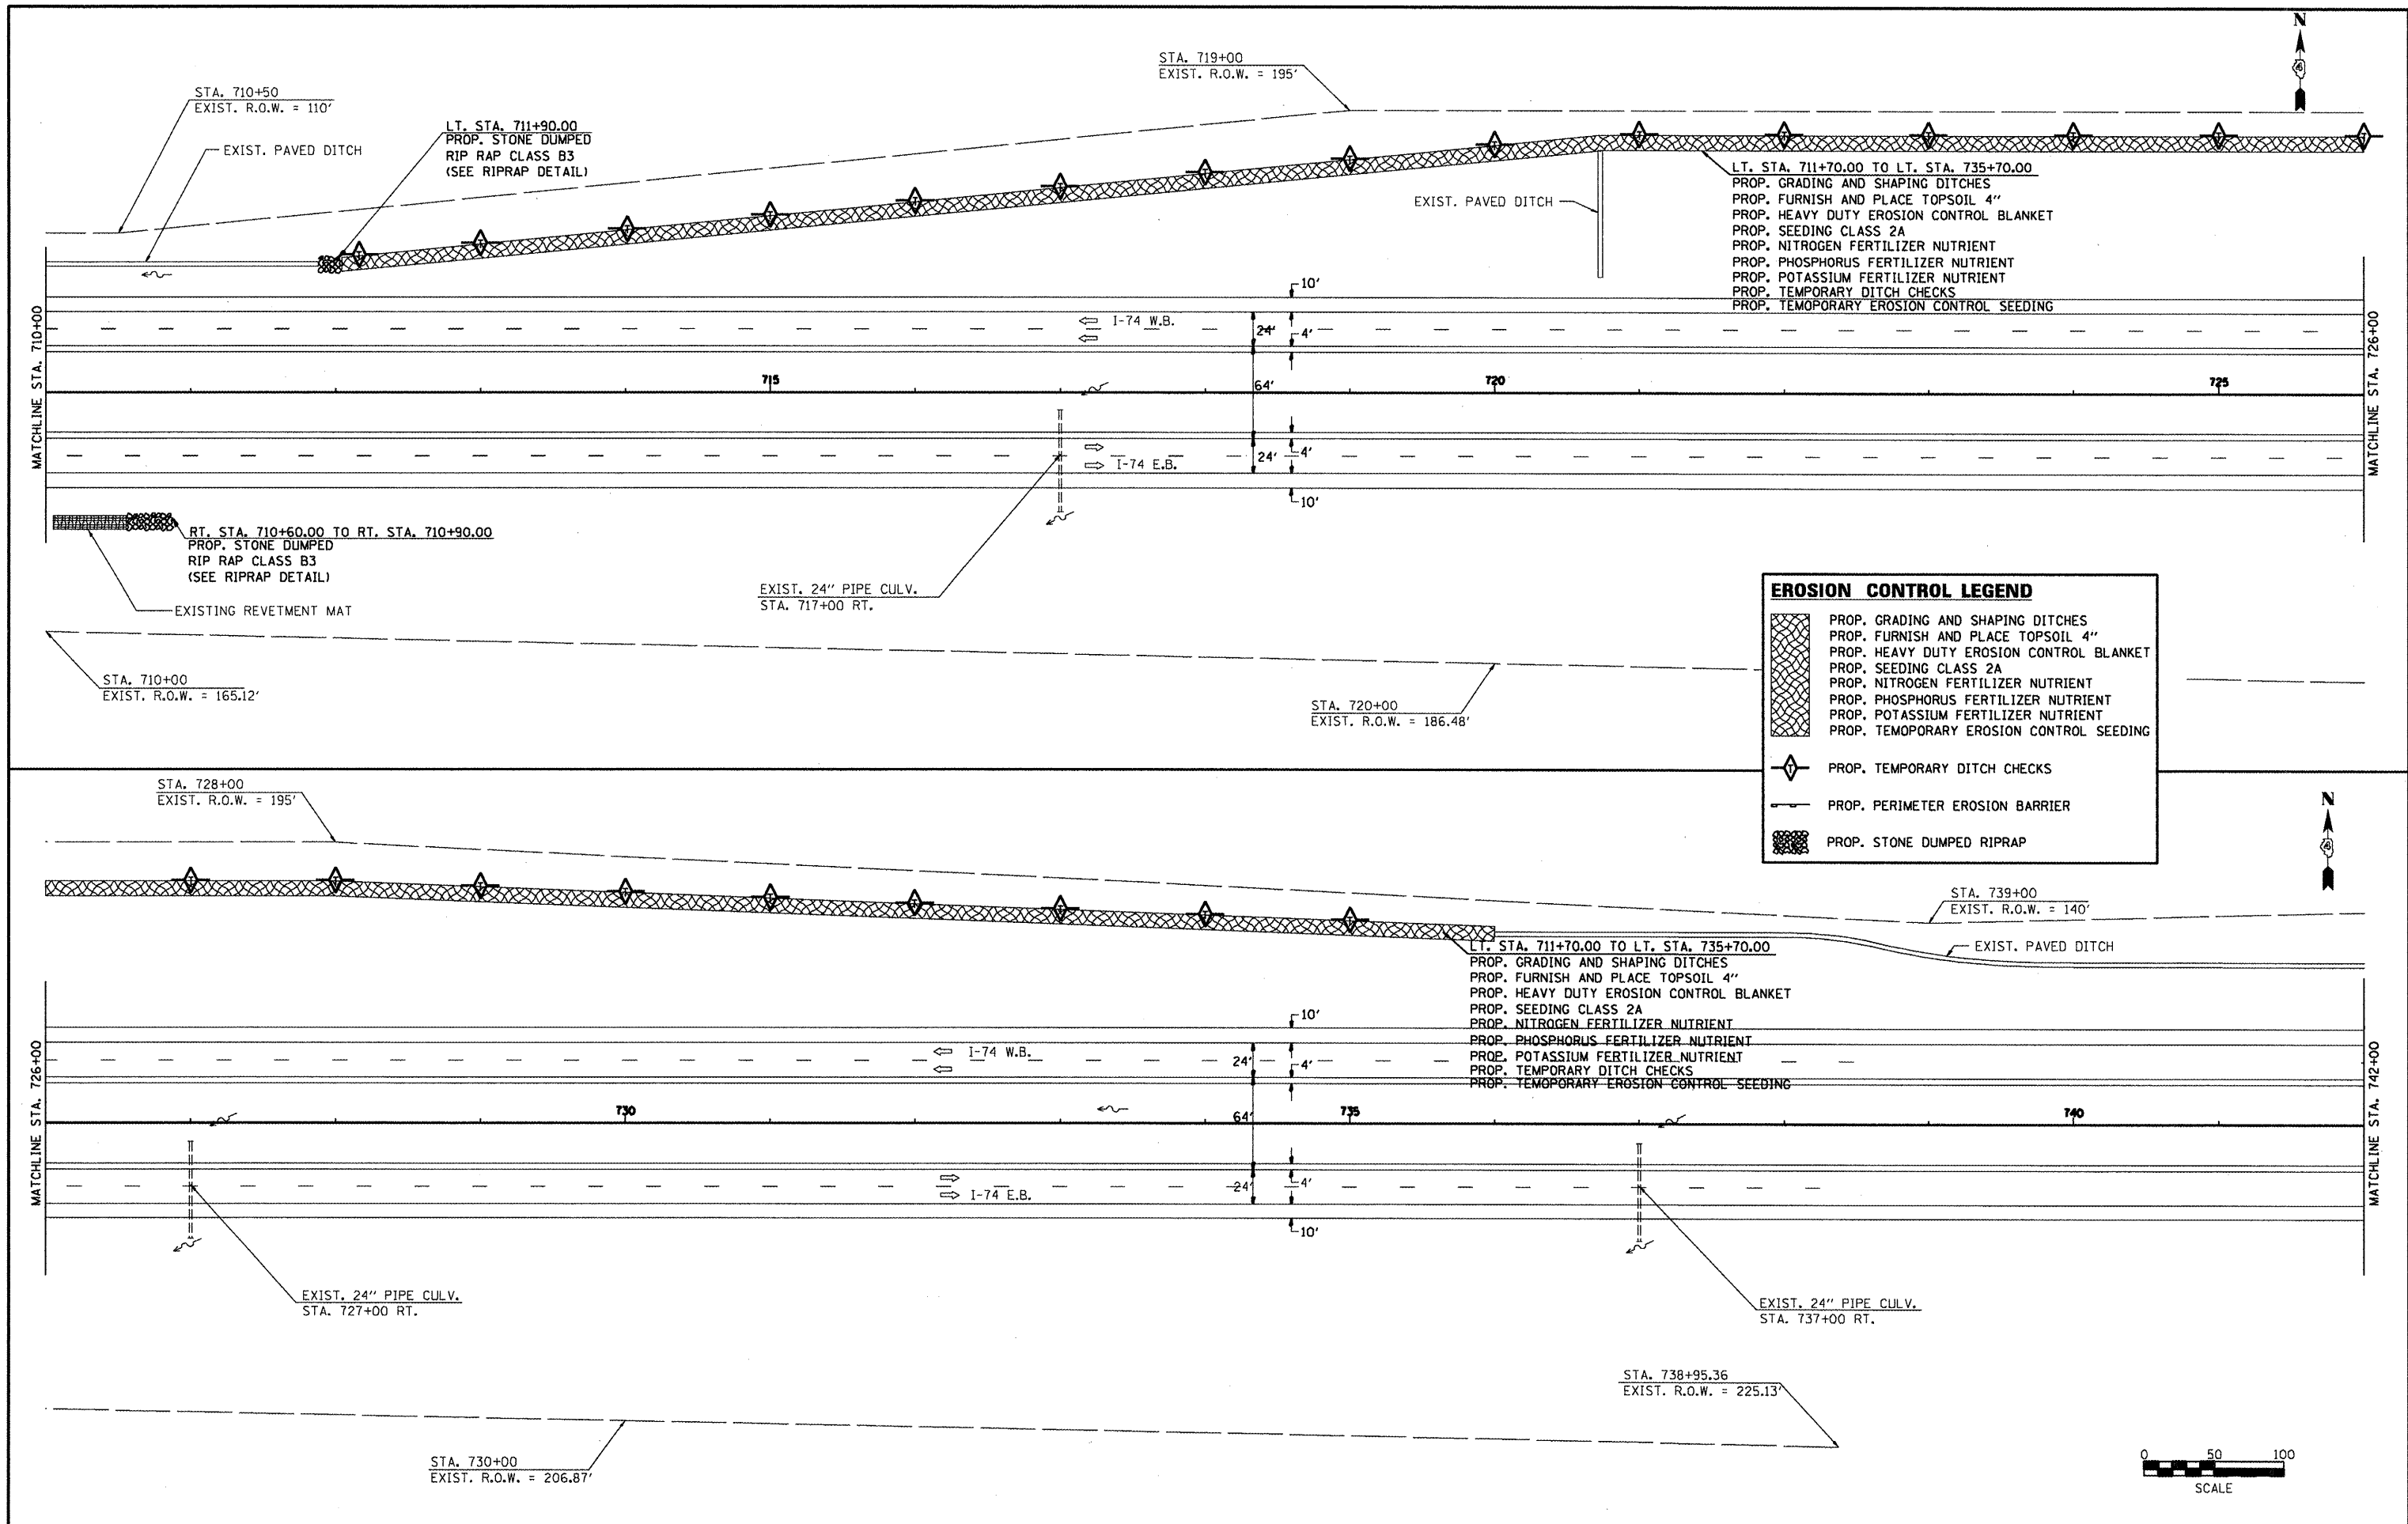 N
STA. 719+00
EXIST. R.O.W. = 195'
STA. 710+50
EXIST. R.O.W. = 110'
EXIST. PAVED DITCH
LT. STA. 711+90.00
PROP. STONE DUMPED
RIP RAP CLASS B3
(SEE RIPRAP DETAIL)
EXIST. PAVED DITCH
LT. STA. 711+70.00 TO LT. STA. 735+70.00
PROP. GRADING AND SHAPING DITCHES
PROP. FURNISH AND PLACE TOPSOIL 4"
PROP. HEAVY DUTY EROSION CONTROL BLANKET
PROP. SEEDING CLASS 2A
PROP. NITROGEN FERTILIZER NUTRIENT
PROP. PHOSPHORUS FERTILIZER NUTRIENT
PROP. POTASSIUM FERTILIZER NUTRIENT
PROP. TEMPORARY DITCH CHECKS
PROP. TEMOPORARY EROSION CONTROL SEEDING
MATCHLINE STA. 710+00
10'
I-74 W.B.
24'
4'
715
64'
720
725
4'
24'
I-74 E.B.
10'
MATCHLINE STA. 726+00
RT. STA. 710+60.00 TO RT. STA. 710+90.00
PROP. STONE DUMPED
RIP RAP CLASS B3
(SEE RIPRAP DETAIL)
EXISTING REVETMENT MAT
EXIST. 24" PIPE CULV.
STA. 717+00 RT.
STA. 710+00
EXIST. R.O.W. = 165.12'
STA. 720+00
EXIST. R.O.W. = 186.48'
EROSION CONTROL LEGEND
PROP. GRADING AND SHAPING DITCHES
PROP. FURNISH AND PLACE TOPSOIL 4"
PROP. HEAVY DUTY EROSION CONTROL BLANKET
PROP. SEEDING CLASS 2A
PROP. NITROGEN FERTILIZER NUTRIENT
PROP. PHOSPHORUS FERTILIZER NUTRIENT
PROP. POTASSIUM FERTILIZER NUTRIENT
PROP. TEMOPORARY EROSION CONTROL SEEDING
T PROP. TEMPORARY DITCH CHECKS
PROP. PERIMETER EROSION BARRIER
PROP. STONE DUMPED RIPRAP
N
STA. 728+00
EXIST. R.O.W. = 195'
STA. 739+00
EXIST. R.O.W. = 140'
EXIST. PAVED DITCH
LT. STA. 711+70.00 TO LT. STA. 735+70.00
PROP. GRADING AND SHAPING DITCHES
PROP. FURNISH AND PLACE TOPSOIL 4"
PROP. HEAVY DUTY EROSION CONTROL BLANKET
PROP. SEEDING CLASS 2A
PROP. NITROGEN FERTILIZER NUTRIENT
PROP. PHOSPHORUS FERTILIZER NUTRIENT
PROP. POTASSIUM FERTILIZER NUTRIENT
PROP. TEMPORARY DITCH CHECKS
PROP. TEMOPORARY EROSION CONTROL SEEDING
MATCHLINE STA. 726+00
10'
I-74 W.B.
24'
4'
730
64'
735
740
I-74 E.B.
24'
4'
10'
MATCHLINE STA. 742+00
EXIST. 24" PIPE CULV.
STA. 727+00 RT.
EXIST. 24" PIPE CULV.
STA. 737+00 RT.
STA. 738+95.36
EXIST. R.O.W. = 225.13'
STA. 730+00
EXIST. R.O.W. = 206.87'
0 50 100
SCALE